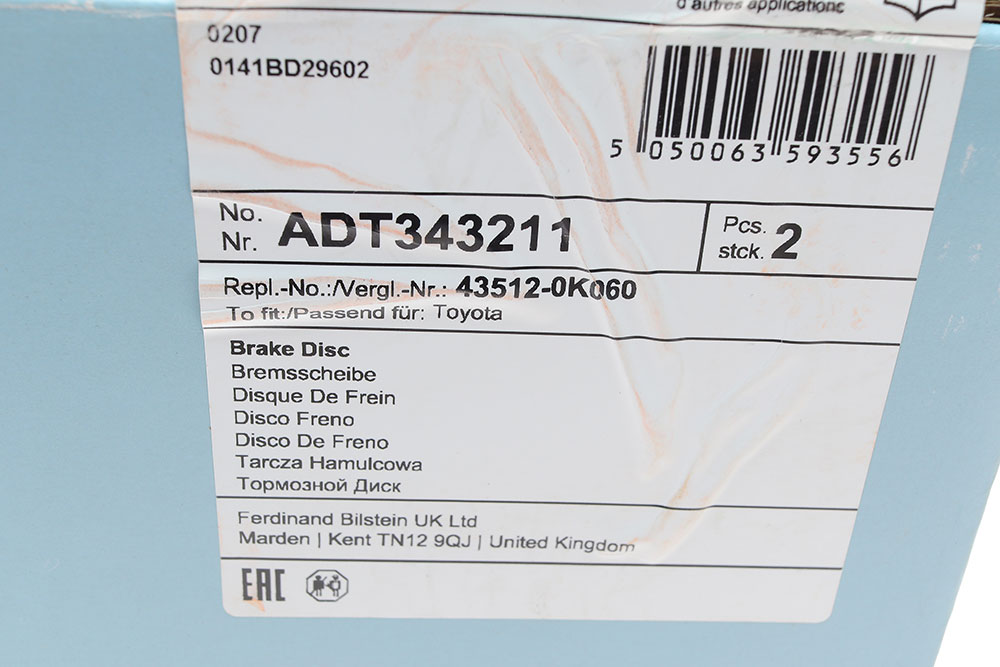 d'autres applications
0207
0141BD29602
5 050063 593556
No.
Nr. ADT343211
Pcs.
stck. 2
Repl.-No.:/Vergl.-Nr.: 43512-0K060
To fit:/Passend für: Toyota
Brake Disc
Bremsscheibe
Disque De Frein
Disco Freno
Disco De Freno
Tarcza Hamulcowa
Тормозной Диск
Ferdinand Bilstein UK Ltd
Marden | Kent TN12 9QJ | United Kingdom
EAC